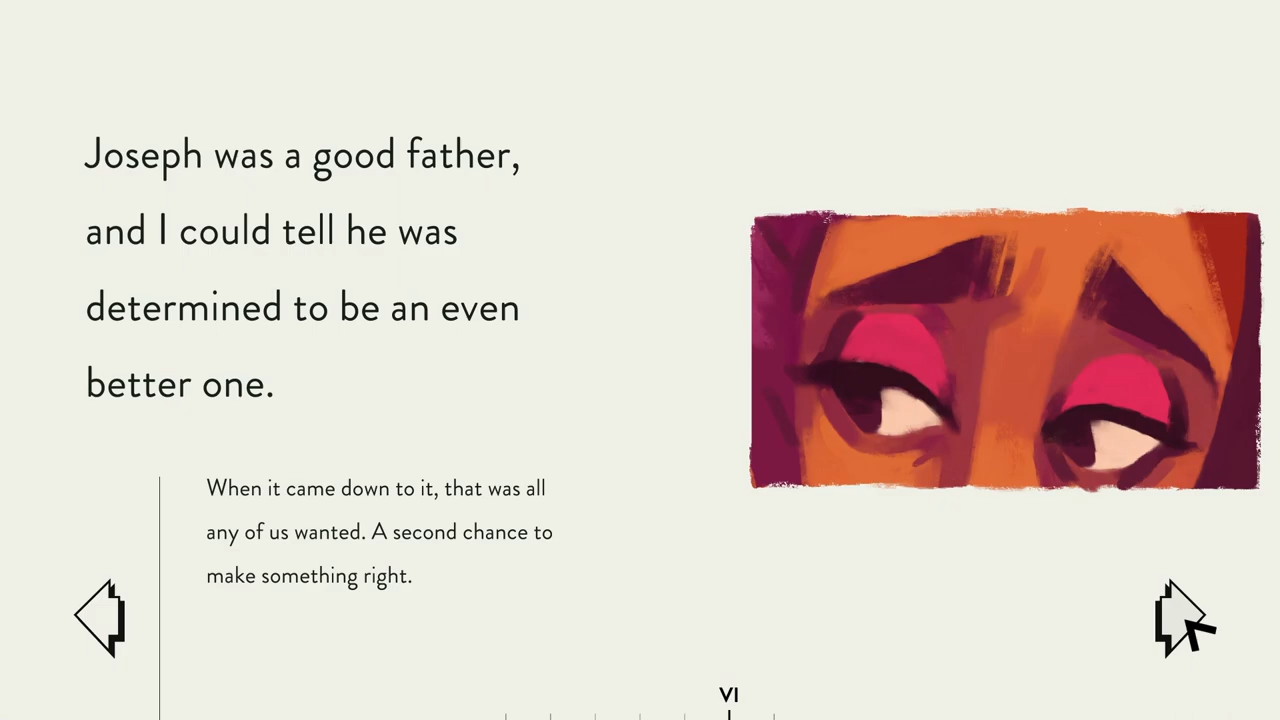 Joseph was a good father,
and I could tell he was
determined to be an even
better one.
When it came down to it, that was all
any of us wanted. A second chance to
make something right.
VI